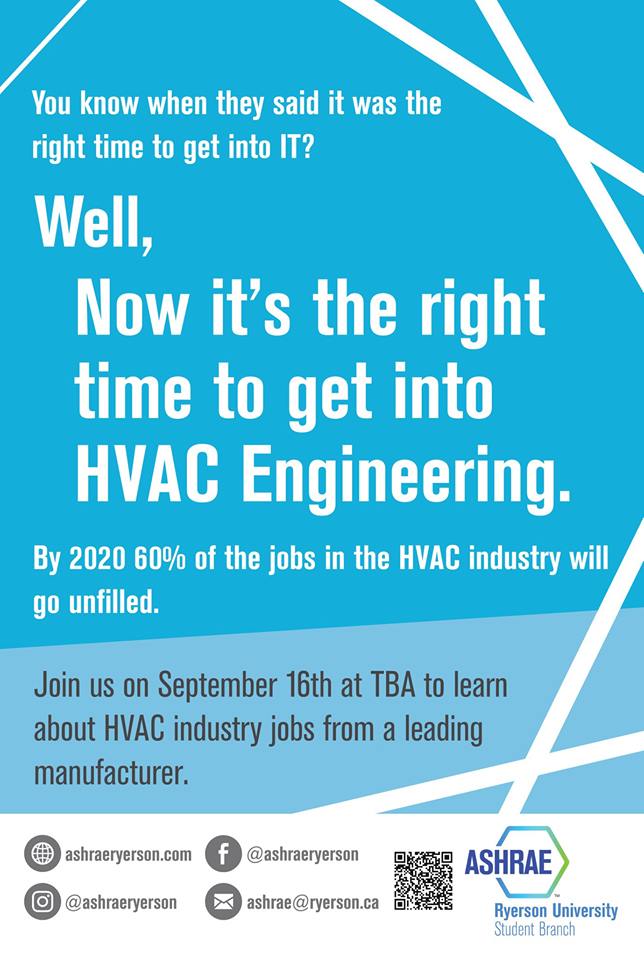 You know when they said it was the
right time to get into IT?
Well,
Now it's the right
time to get into
HVAC Engineering.
By 2020 60% of the jobs in the HVAC industry will
go unfilled.
Join us on September 16th at TBA to learn
about HVAC industry jobs from a leading
manufacturer.
ashraeryerson.com
@ashraeryerson
@ashraeryerson
ashrae@ryerson.ca
ASHRAE
™
Ryerson University
Student Branch